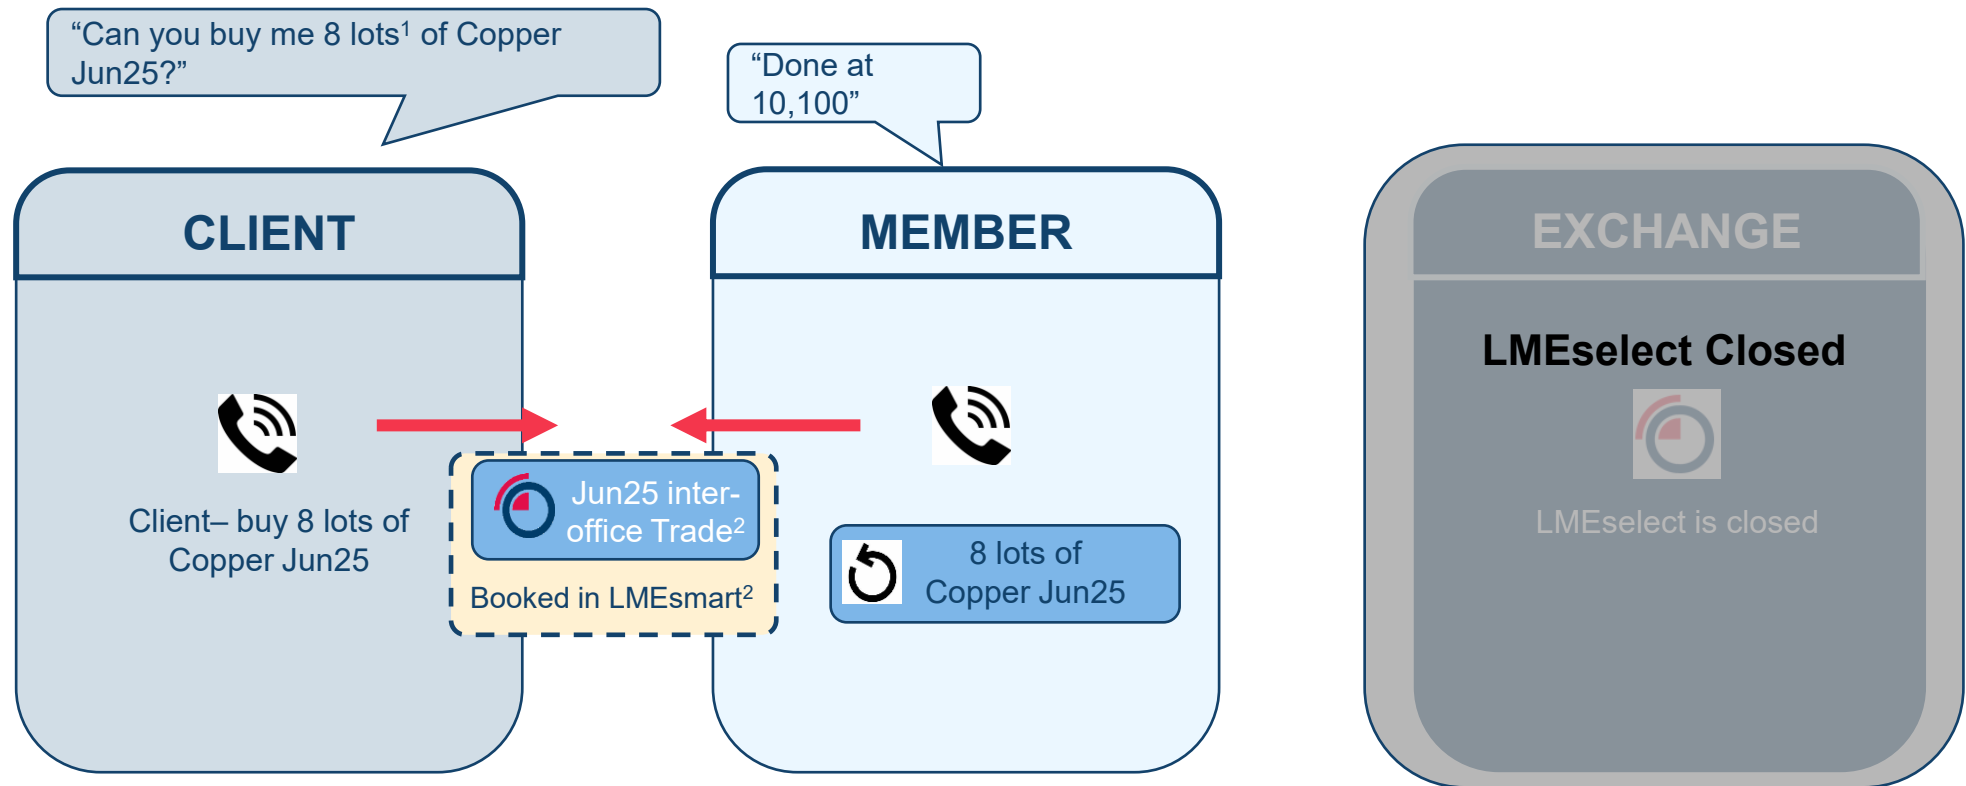 “Can you buy me 8 lots¹ of Copper
Jun25?”
“Done at
10,100”
CLIENT
MEMBER
EXCHANGE
LMEselect Closed
Jun25 inter-
office Trade²
Client– buy 8 lots of
Copper Jun25
Booked in LMEsmart²
8 lots of
Copper Jun25
LMEselect is closed